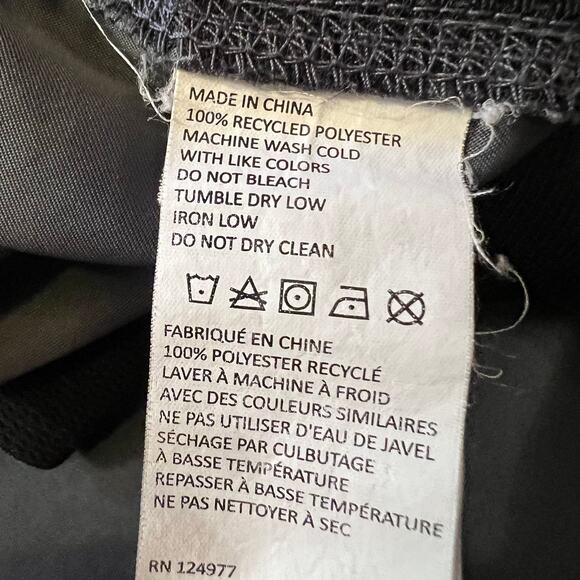 MADE IN CHINA
100% RECYCLED POLYESTER
MACHINE WASH COLD
WITH LIKE COLORS
DO NOT BLEACH
TUMBLE DRY LOW
IRON LOW
DO NOT DRY CLEAN
FABRIQUÉ EN CHINE
100% POLYESTER RECYCLÉ
LAVER À MACHINE À FROID
AVEC DES COULEURS SIMILAIRES
NE PAS UTILISER D'EAU DE JAVEL
SÉCHAGE PAR CULBUTAGE
À BASSE TEMPÉRATURE
REPASSER À BASSE TEMPÉRATURE
NE PAS NETTOYER À SEC
RN 124977